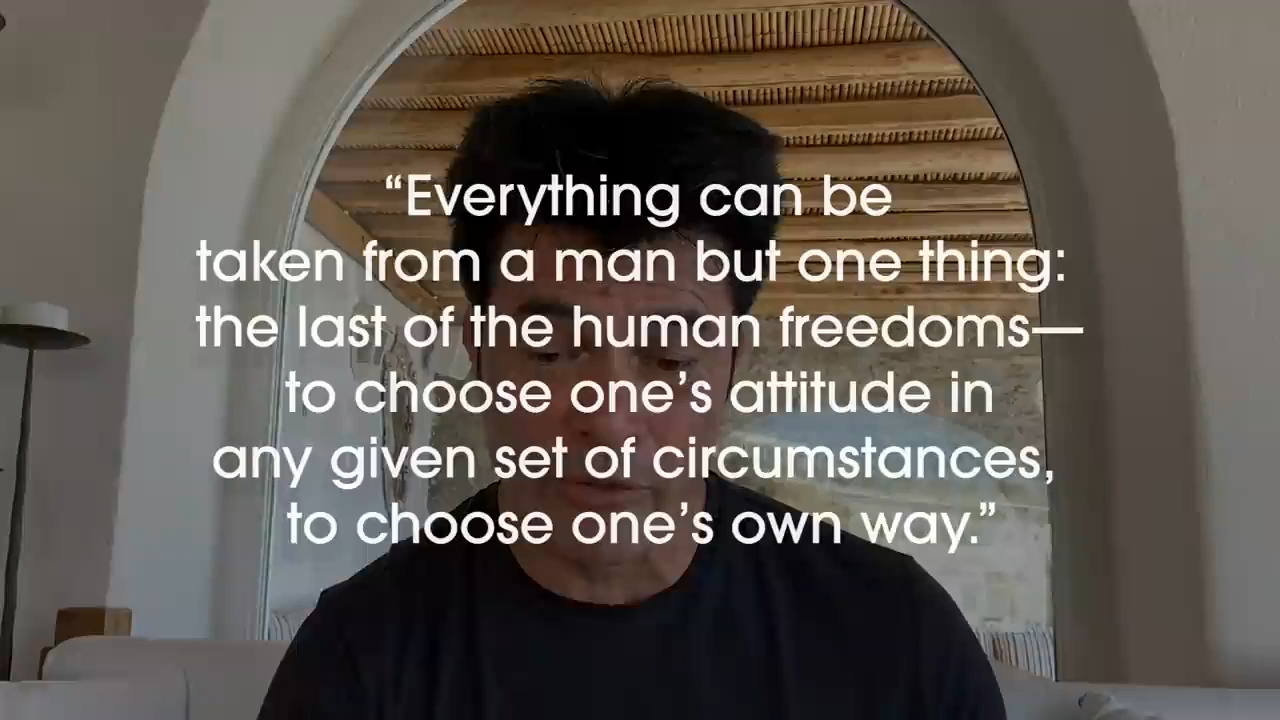 “Everything can be
taken from a man but one thing:
the last of the human freedoms—
to choose one’s attitude in
any given set of circumstances,
to choose one’s own way.”